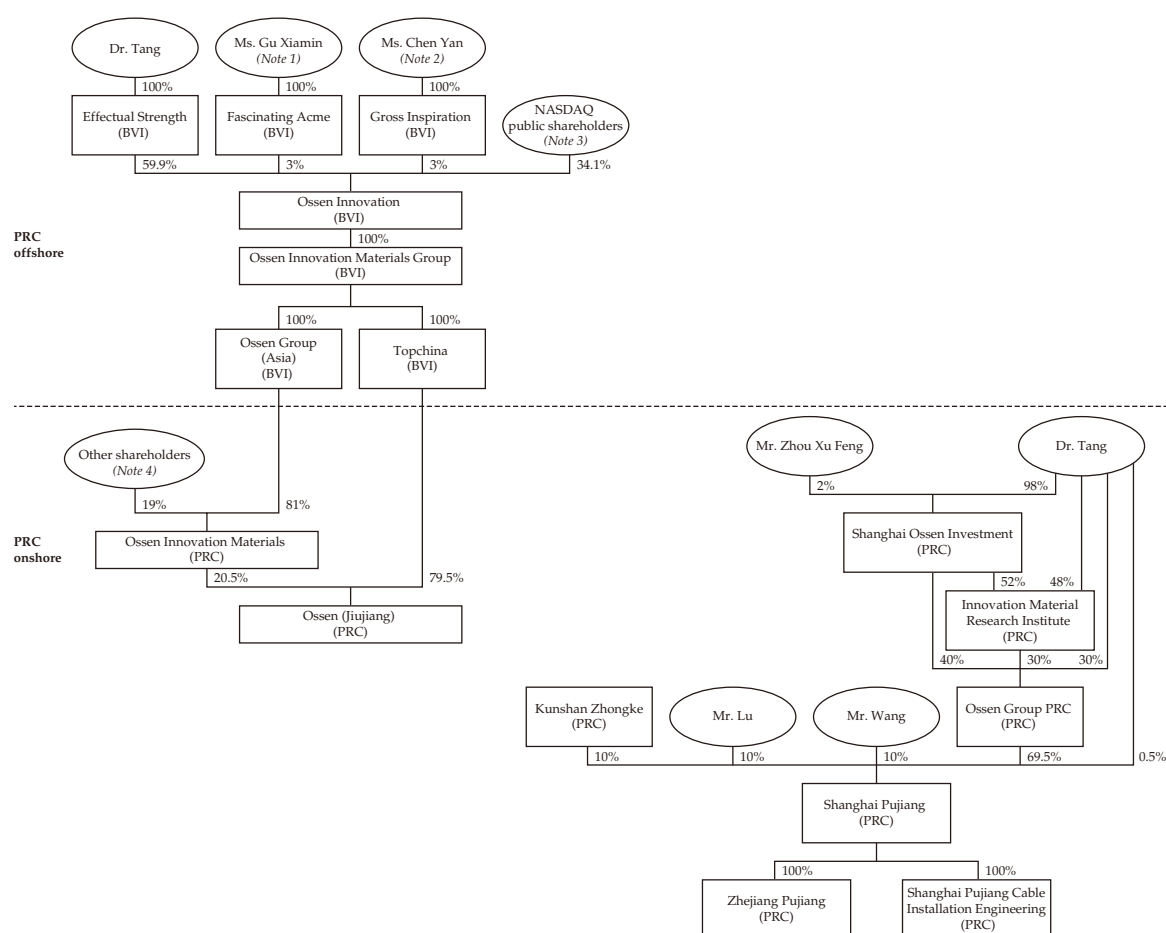 Dr. Tang
Ms. Gu Xiamin
(Note 1)
Ms. Chen Yan
(Note 2)
100%
100%
100%
Effectual Strength
(BVI)
Fascinating Acme
(BVI)
Gross Inspiration
(BVI)
NASDAQ
public shareholders
(Note 3)
59.9%
3%
3%
34.1%
Ossen Innovation
(BVI)
PRC
offshore
100%
Ossen Innovation Materials Group
(BVI)
100%
100%
Ossen Group
(Asia)
(BVI)
Topchina
(BVI)
Other shareholders
(Note 4)
Mr. Zhou Xu Feng
Dr. Tang
19%
81%
2%
98%
PRC
onshore
Ossen Innovation Materials
(PRC)
Shanghai Ossen Investment
(PRC)
20.5%
79.5%
52%
48%
Ossen (Jiujiang)
(PRC)
Innovation Material
Research Institute
(PRC)
40%
30%
30%
Kunshan Zhongke
(PRC)
Mr. Lu
Mr. Wang
Ossen Group PRC
(PRC)
10%
10%
10%
69.5%
0.5%
Shanghai Pujiang
(PRC)
100%
100%
Zhejiang Pujiang
(PRC)
Shanghai Pujiang Cable
Installation Engineering
(PRC)